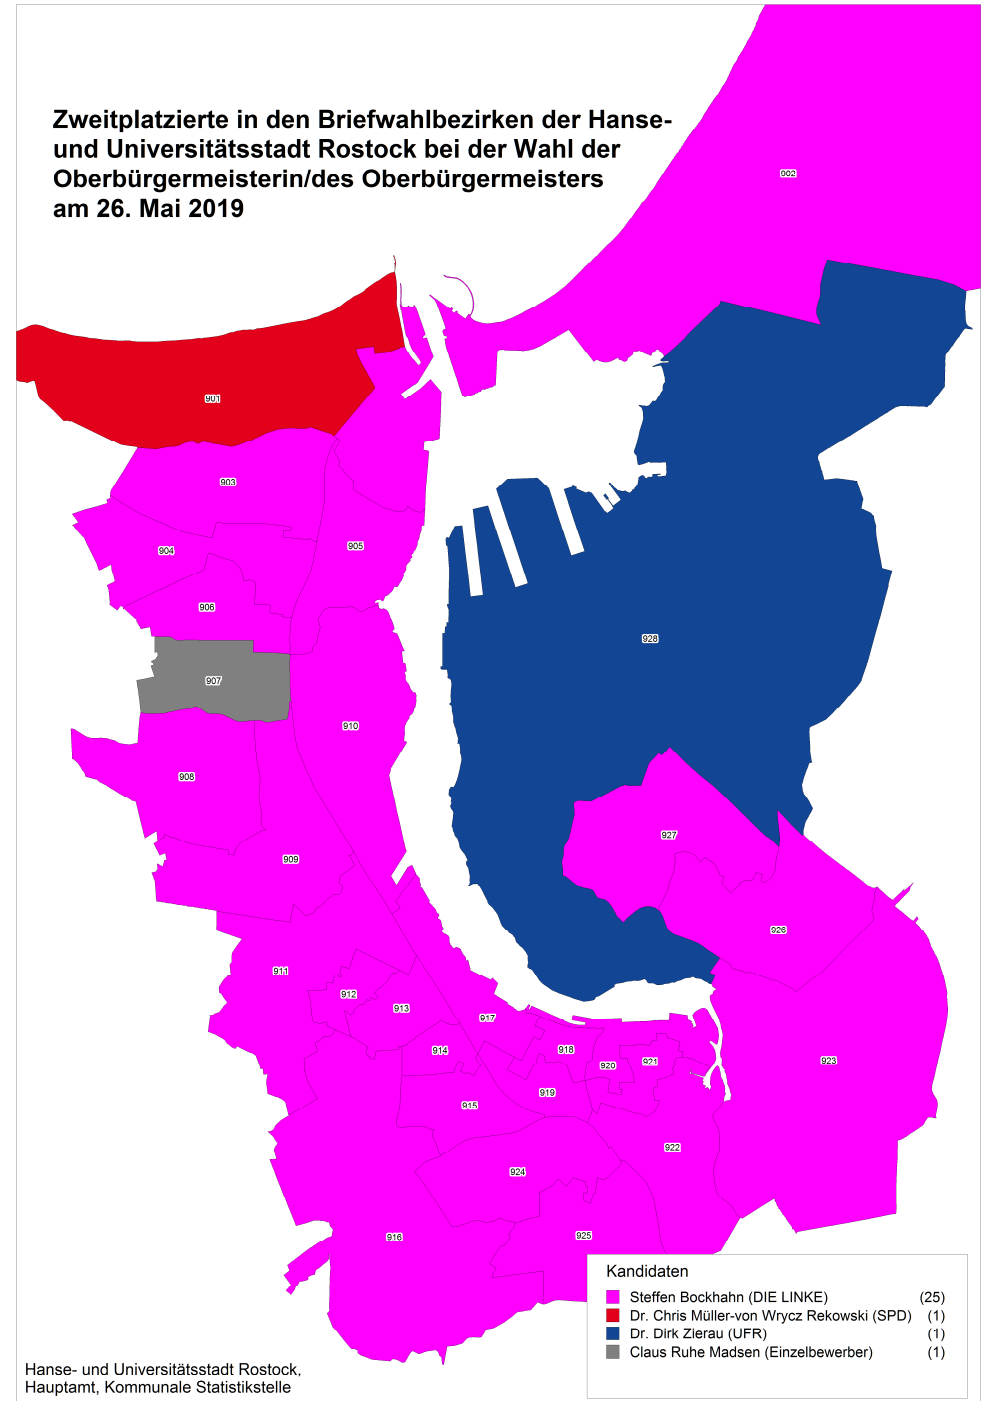 Zweitplatzierte in den Briefwahlbezirken der Hanse-
und Universitätsstadt Rostock bei der Wahl der
Oberbürgermeisterin/des Oberbürgermeisters
am 26. Mai 2019
902
901
903
905
904
906
928
907
910
908
927
909
926
911
912
913
917
914
918
921
920
923
919
915
922
924
925
916
Kandidaten
Steffen Bockhahn (DIE LINKE) (25)
Dr. Chris Müller-von Wrycz Rekowski (SPD) (1)
Dr. Dirk Zierau (UFR) (1)
Claus Ruhe Madsen (Einzelbewerber) (1)
Hanse- und Universitätsstadt Rostock,
Hauptamt, Kommunale Statistikstelle